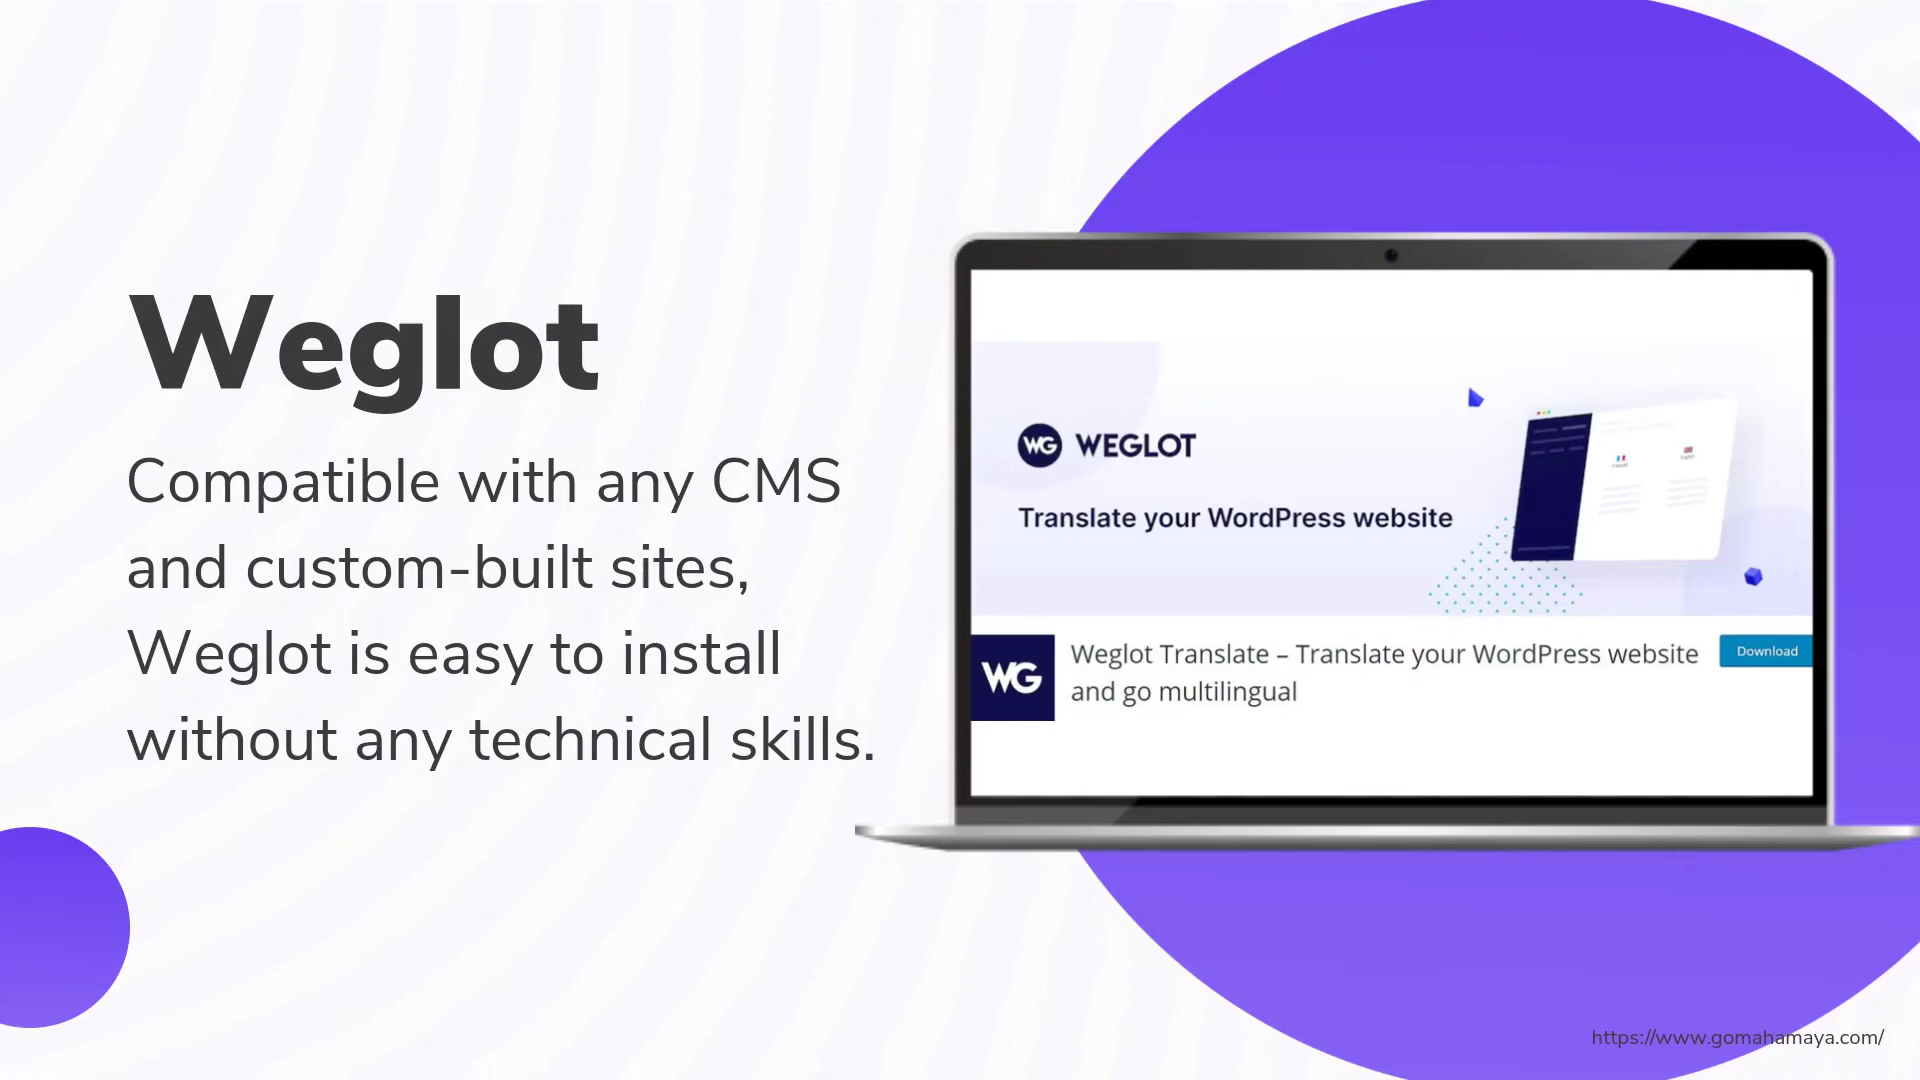 Weglot
Compatible with any CMS
and custom-built sites,
Weglot is easy to install
without any technical skills.
WG WEGLOT
Translate your WordPress website
WG
Weglot Translate – Translate your WordPress website
and go multilingual
Download
https://www.gomahamaya.com/